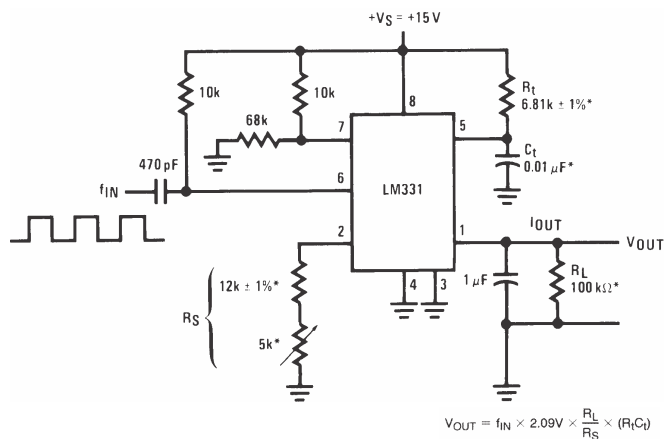 +VS = +15 V
10k
10k
Rt
6.81k ± 1%*
8
68k
7
5
Ct
0.01 µF*
470 pF
fIN
6
LM331
IOUT
2
1
VOUT
12k ± 1%*
RS
5k*
4
3
1 µF
RL
100 kΩ*
VOUT = fIN × 2.09V × RL/RS × (RtCt)